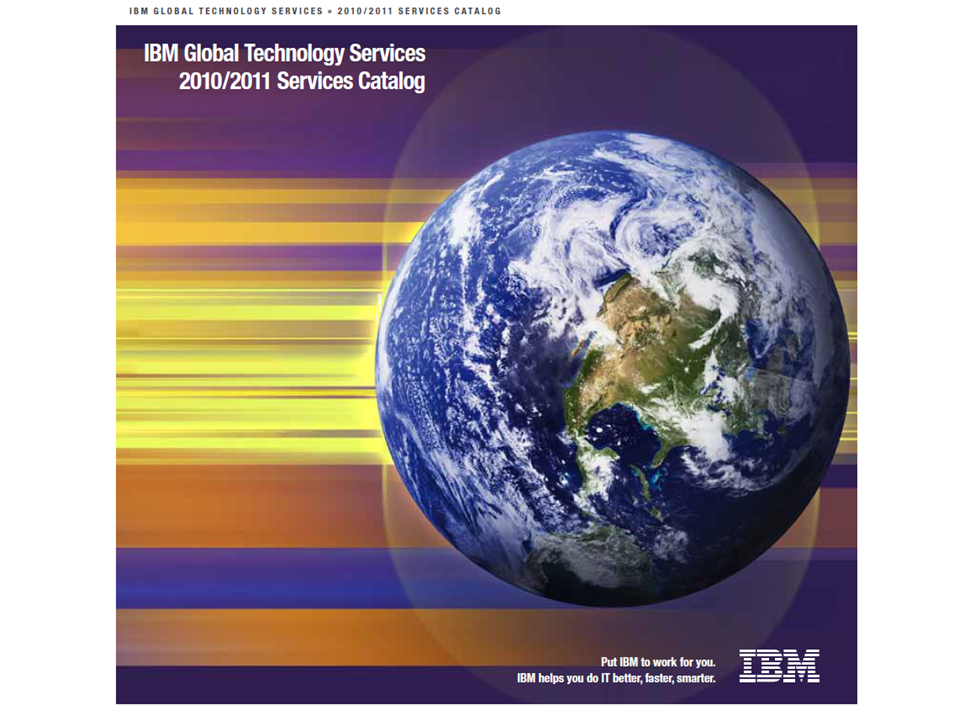 IBM GLOBAL TECHNOLOGY SERVICES » 2010/2011 SERVICES CATALOG
IBM Global Technology Services
2010/2011 Services Catalog
Put IBM to work for you.
IBM helps you do IT better, faster, smarter.
IBM